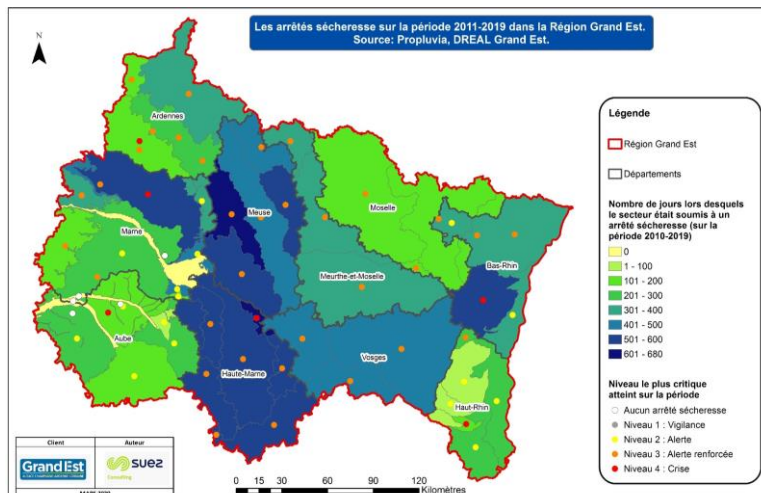 Les arrêtés sécheresse sur la période 2011-2019 dans la Région Grand Est.
Source: Propluvia, DREAL Grand Est.
N
Ardennes
Marne
Meuse
Moselle
Meurthe-et-Moselle
Bas-Rhin
Aube
Haute-Marne
Vosges
Haut-Rhin
Légende
Région Grand Est
Départements
Nombre de jours lors desquels
le secteur était soumis à un
arrêté sécheresse (sur la
période 2010-2019)
0
1 - 100
101 - 200
201 - 300
301 - 400
401 - 500
501 - 600
601 - 680
Niveau le plus critique
atteint sur la période
Aucun arrêté sécheresse
Niveau 1 : Vigilance
Niveau 2 : Alerte
Niveau 3 : Alerte renforcée
Niveau 4 : Crise
Client
Auteur
GrandEst
suez
Consulting
MARS 2020
0 15 30 60 90 120
Kilomètres